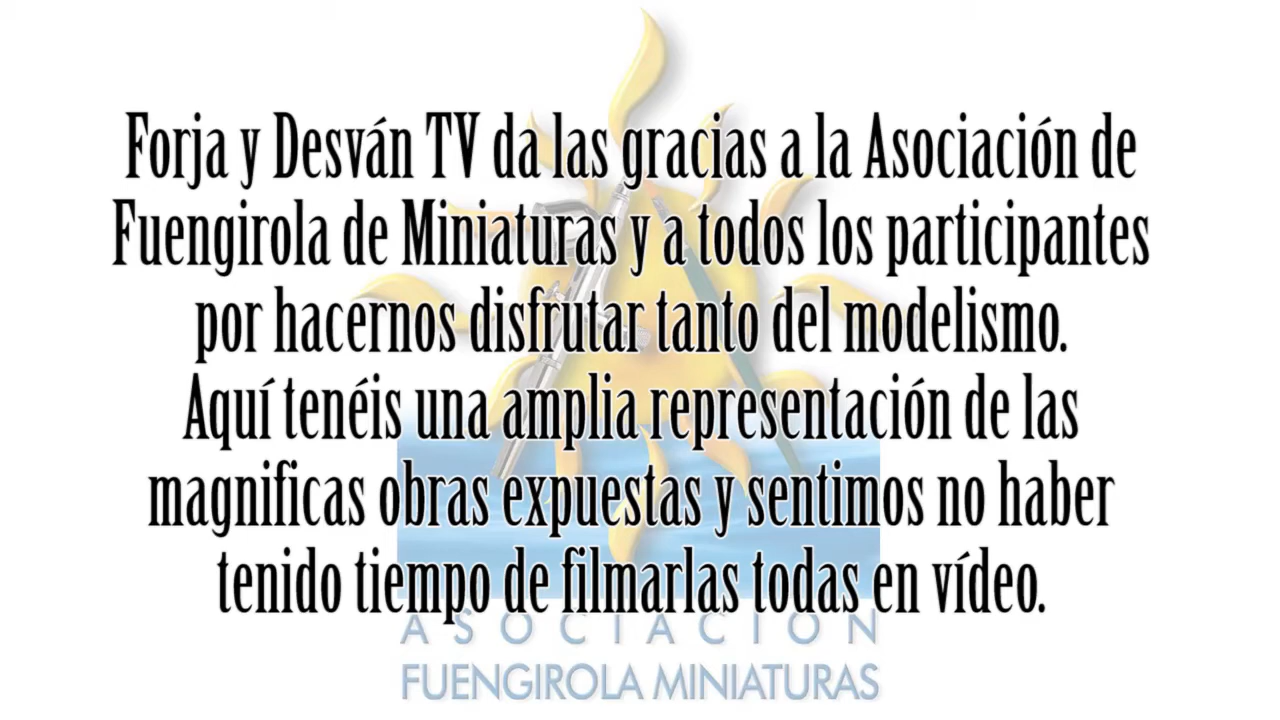 Forja y Desván TV da las gracias a la Asociación de
Fuengirola de Miniaturas y a todos los participantes
por hacernos disfrutar tanto del modelismo.
Aquí tenéis una amplia representación de las
magnificas obras expuestas y sentimos no haber
tenido tiempo de filmarlas todas en vídeo.
ASOCIACION
FUENGIROLA MINIATURAS